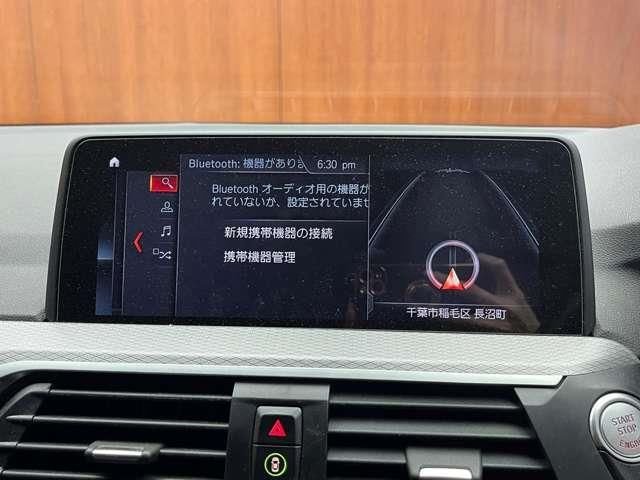 Bluetooth: 機器があり
6:30 pm
Bluetooth オーディオ用の機器が
れていないか、設定されていませ
新規携帯機器の接続
携帯機器管理
千葉市稲毛区 長沼町
START
STOP
ENGINE